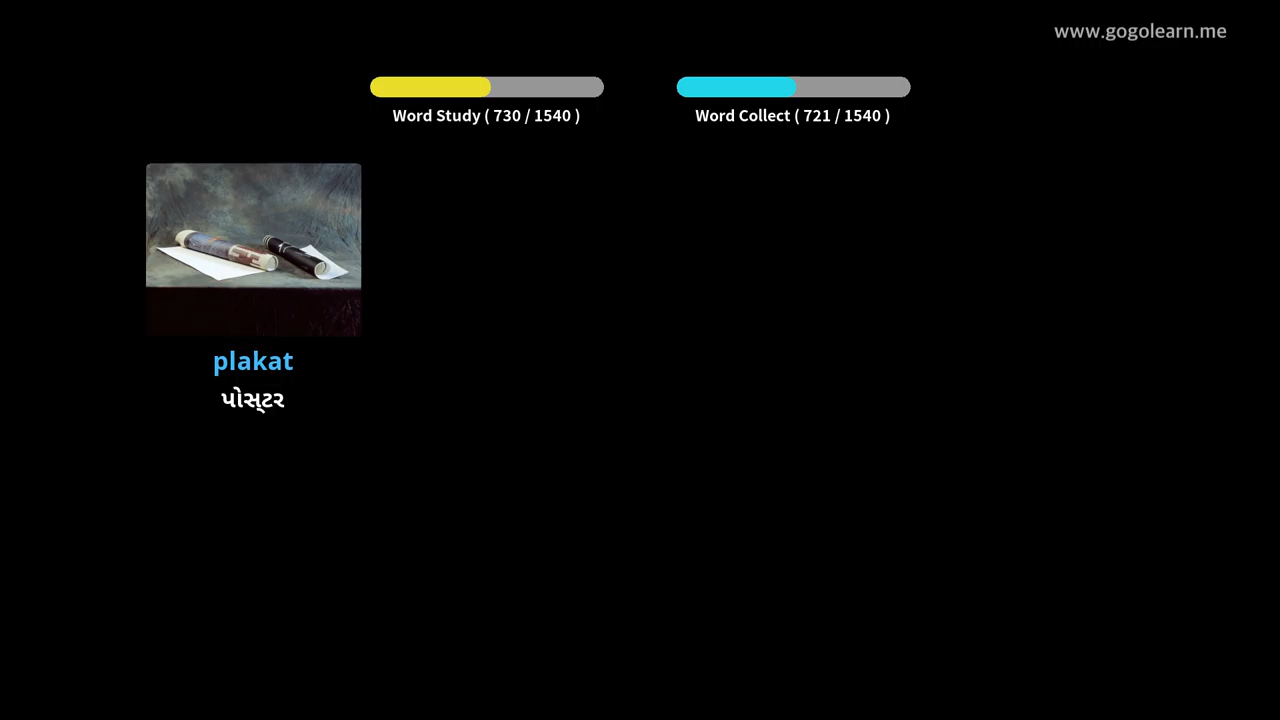 www.gogolearn.me
Word Study ( 730 / 1540 )
Word Collect ( 721 / 1540 )
plakat
પોસ્ટર